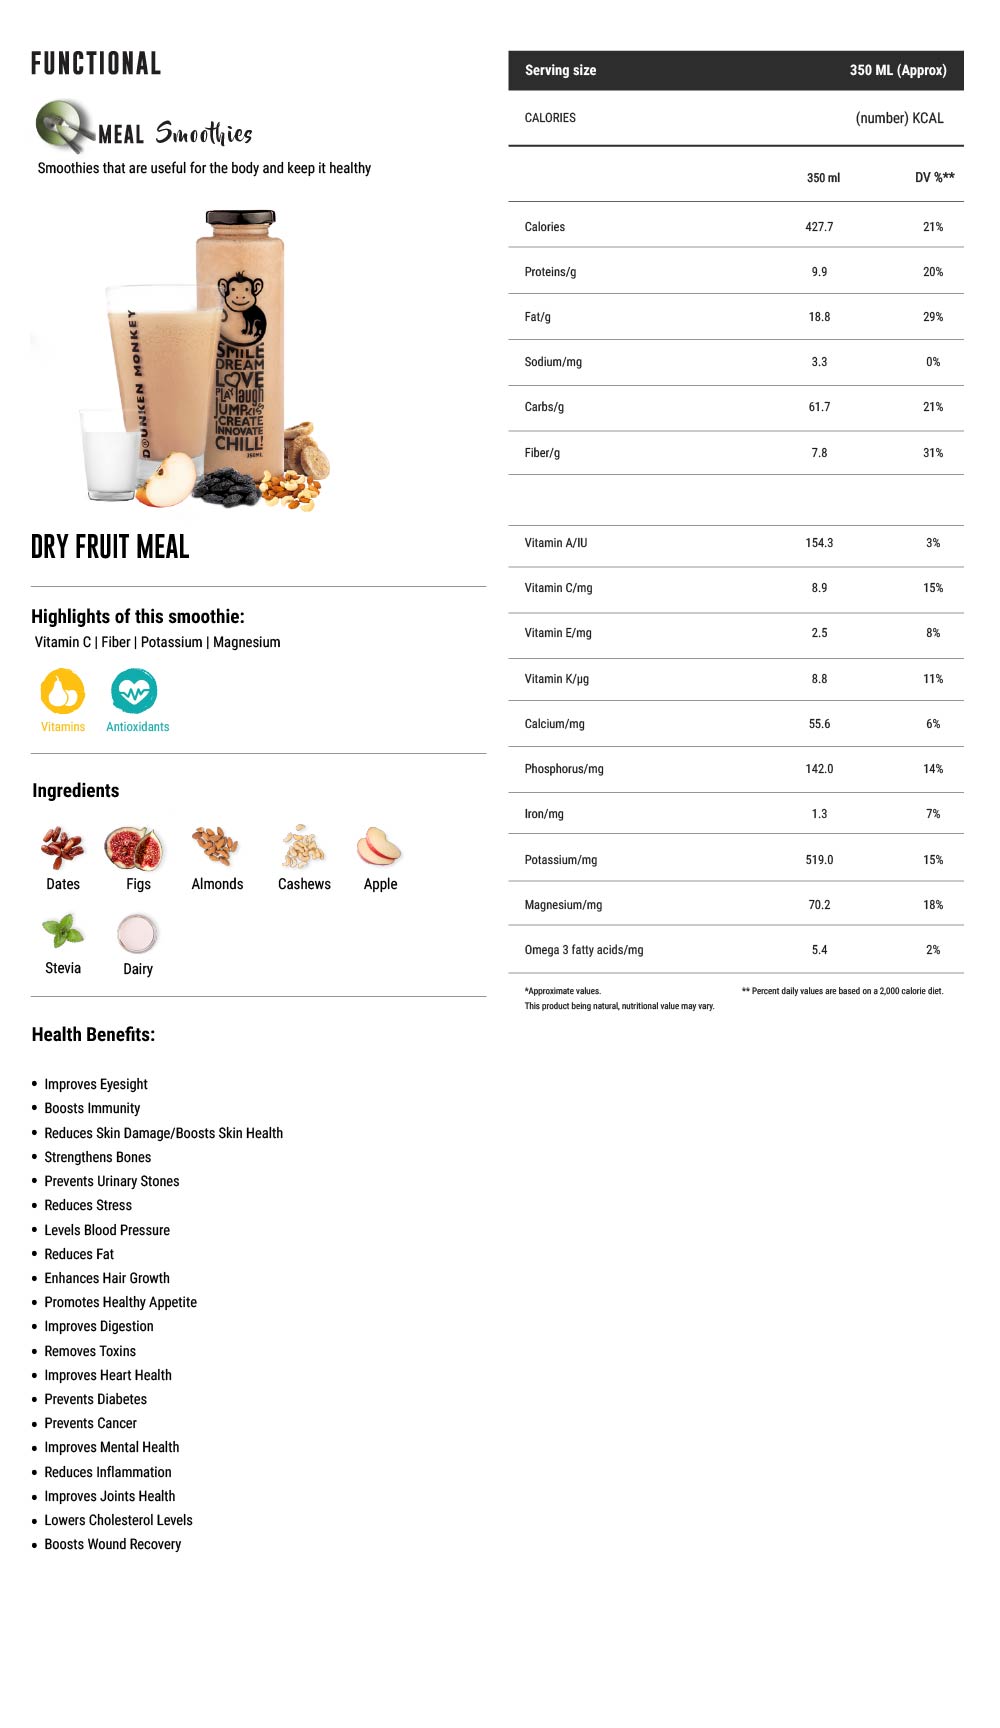 FUNCTIONAL
MEAL Smoothies
Smoothies that are useful for the body and keep it healthy
DRUNKEN MONKEY
SMILE
DREAM
LOVE
PLAY laugh
JUMP
CREATE
INNOVATE
CHILL!
350ML
DRY FRUIT MEAL
Highlights of this smoothie:
Vitamin C | Fiber | Potassium | Magnesium
Vitamins Antioxidants
Ingredients
Dates Figs Almonds Cashews Apple
Stevia Dairy
Health Benefits:
• Improves Eyesight
• Boosts Immunity
• Reduces Skin Damage/Boosts Skin Health
• Strengthens Bones
• Prevents Urinary Stones
• Reduces Stress
• Levels Blood Pressure
• Reduces Fat
• Enhances Hair Growth
• Promotes Healthy Appetite
• Improves Digestion
• Removes Toxins
• Improves Heart Health
• Prevents Diabetes
• Prevents Cancer
• Improves Mental Health
• Reduces Inflammation
• Improves Joints Health
• Lowers Cholesterol Levels
• Boosts Wound Recovery
Serving size 350 ML (Approx)
CALORIES (number) KCAL
350 ml DV %**
Calories 427.7 21%
Proteins/g 9.9 20%
Fat/g 18.8 29%
Sodium/mg 3.3 0%
Carbs/g 61.7 21%
Fiber/g 7.8 31%
Vitamin A/IU 154.3 3%
Vitamin C/mg 8.9 15%
Vitamin E/mg 2.5 8%
Vitamin K/µg 8.8 11%
Calcium/mg 55.6 6%
Phosphorus/mg 142.0 14%
Iron/mg 1.3 7%
Potassium/mg 519.0 15%
Magnesium/mg 70.2 18%
Omega 3 fatty acids/mg 5.4 2%
*Approximate values. ** Percent daily values are based on a 2,000 calorie diet.
This product being natural, nutritional value may vary.